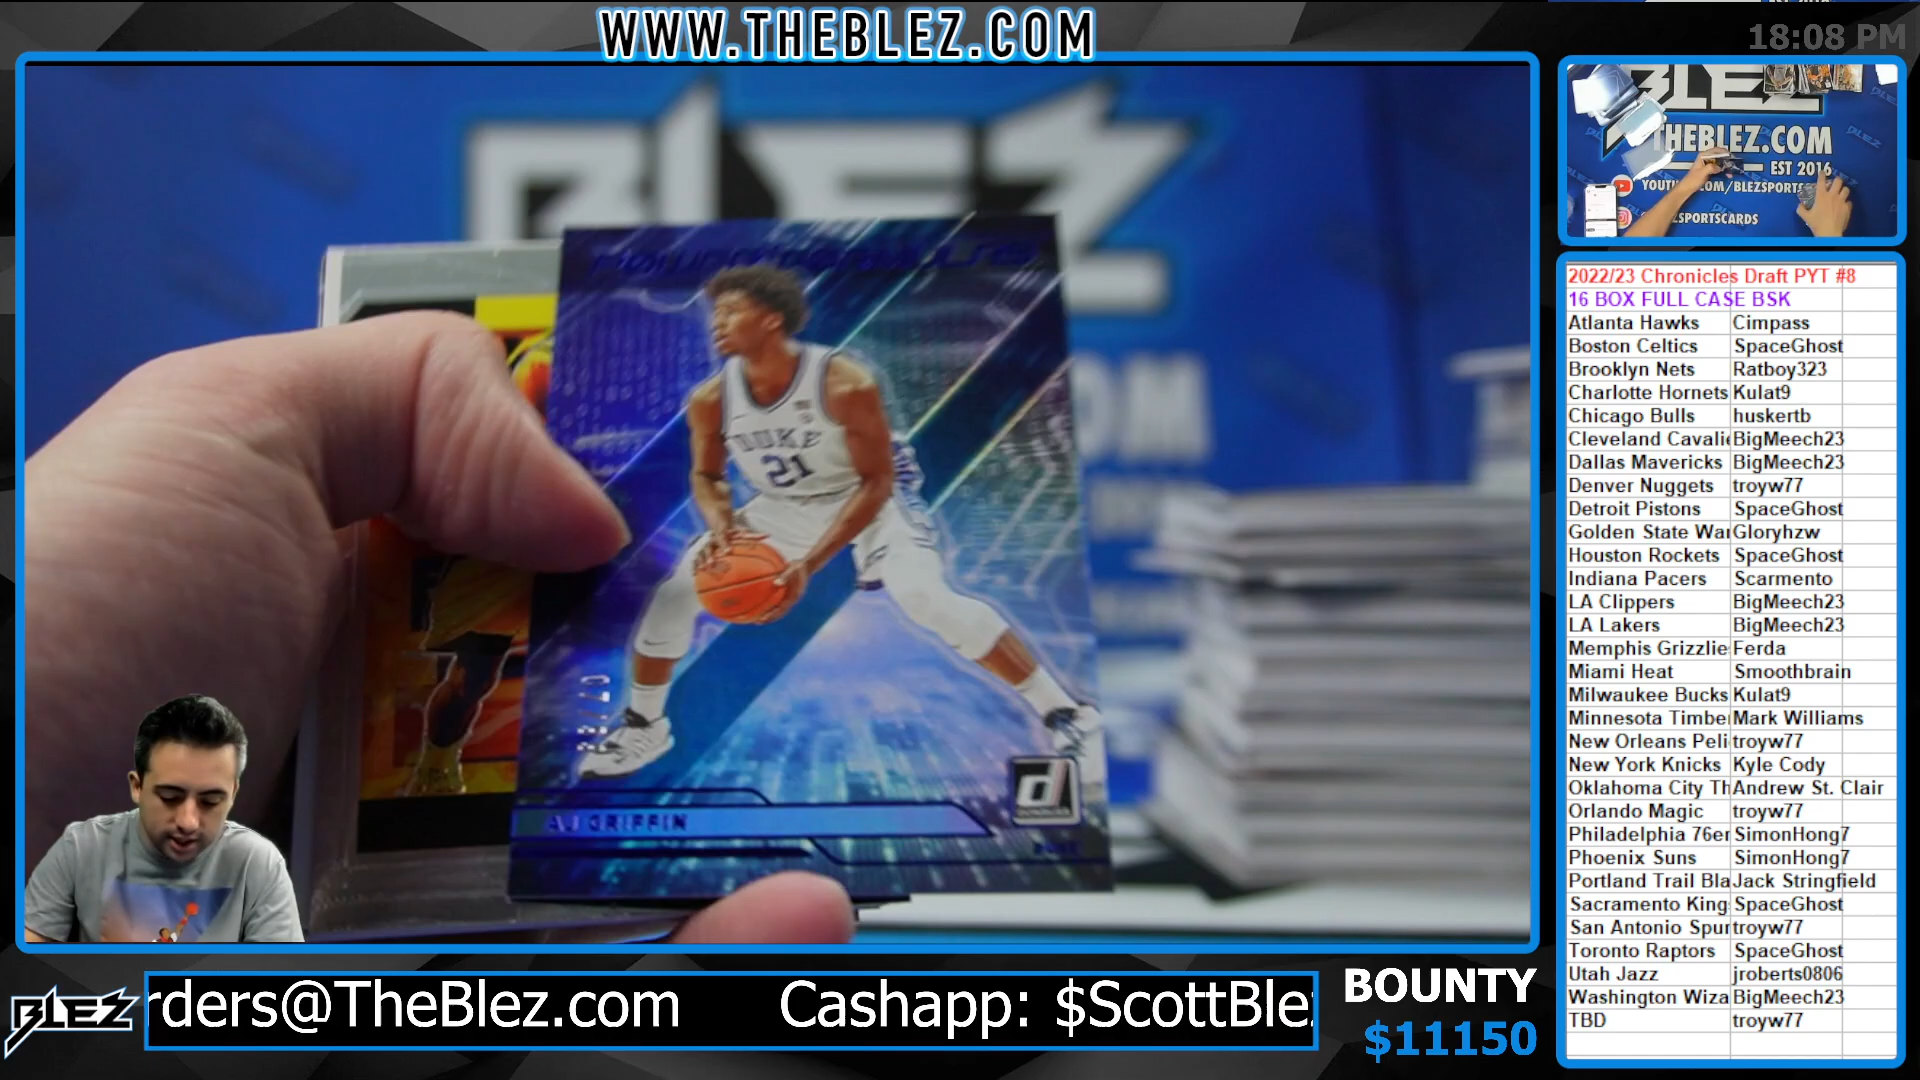 WWW.THEBLEZ.COM
18:08 PM
BLEZ
BLEZ
THEBLEZ.COM
EST 2016
DUKE
21
AJ GRIFFIN
2022/23 Chronicles Draft PYT #8
16 BOX FULL CASE BSK
Atlanta Hawks Cimpass
Boston Celtics SpaceGhost
Brooklyn Nets Ratboy323
Charlotte Hornets Kulat9
Chicago Bulls huskertb
Cleveland Cavalie BigMeech23
Dallas Mavericks BigMeech23
Denver Nuggets troyw77
Detroit Pistons SpaceGhost
Golden State War Gloryhzw
Houston Rockets SpaceGhost
Indiana Pacers Scarmento
LA Clippers BigMeech23
LA Lakers BigMeech23
Memphis Grizzlie Ferda
Miami Heat Smoothbrain
Milwaukee Bucks Kulat9
Minnesota Timbe Mark Williams
New Orleans Peli troyw77
New York Knicks Kyle Cody
Oklahoma City Th Andrew St. Clair
Orlando Magic troyw77
Philadelphia 76er SimonHong7
Phoenix Suns SimonHong7
Portland Trail Bla Jack Stringfield
Sacramento King SpaceGhost
San Antonio Spur troyw77
Toronto Raptors SpaceGhost
Utah Jazz jroberts0806
Washington Wiza BigMeech23
TBD troyw77
BLEZ
rders@TheBlez.com Cashapp: $ScottBlez
BOUNTY
$11150